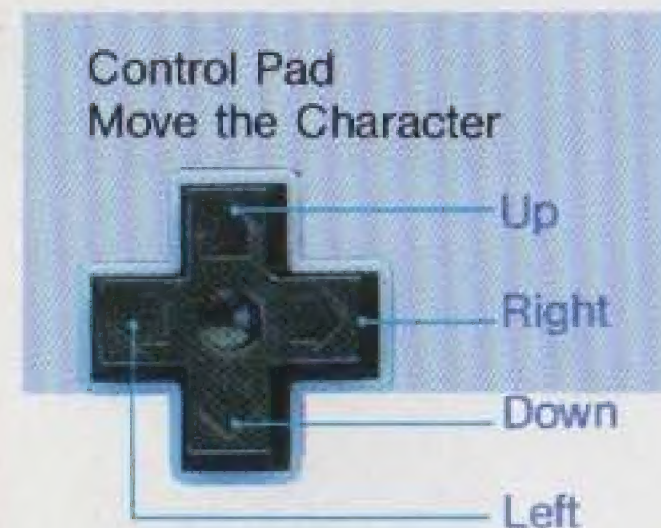 Control Pad
Move the Character
Up
Right
Down
Left